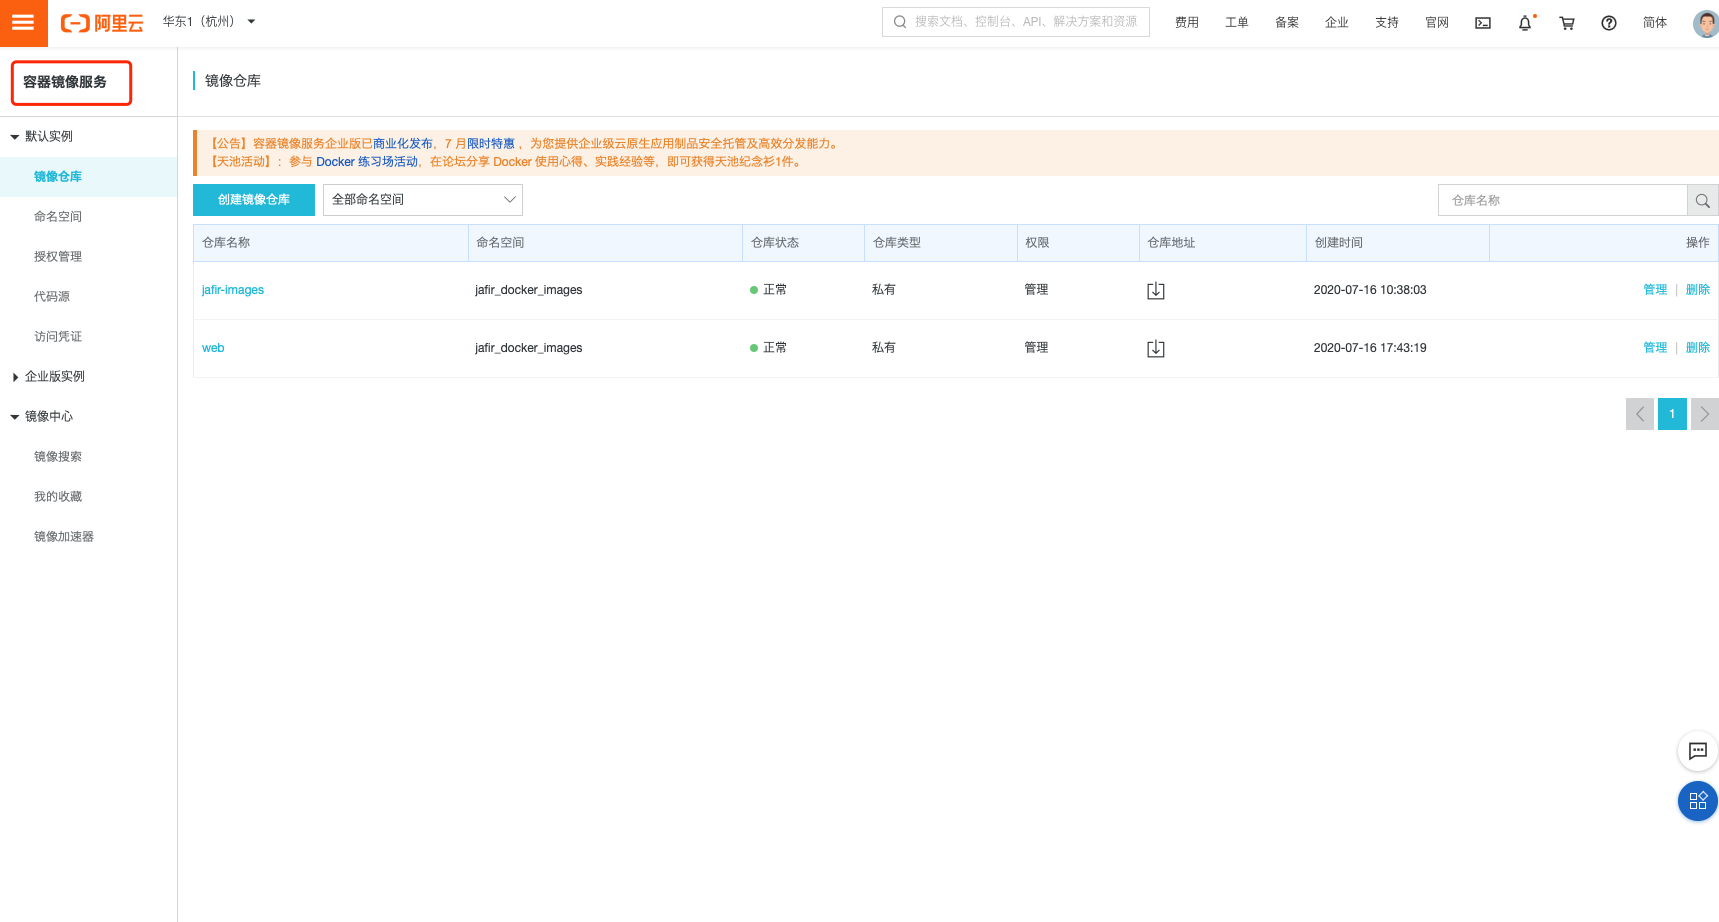 阿里云 华东1（杭州） 搜索文档、控制台、API、解决方案和资源 费用 工单 备案 企业 支持 官网 简体
容器镜像服务
默认实例
镜像仓库
命名空间
授权管理
代码源
访问凭证
企业版实例
镜像中心
镜像搜索
我的收藏
镜像加速器
镜像仓库
【公告】容器镜像服务企业版已商业化发布，7 月限时特惠 ，为您提供企业级云原生应用制品安全托管及高效分发能力。
【天池活动】：参与 Docker 练习场活动，在论坛分享 Docker 使用心得、实践经验等，即可获得天池纪念衫1件。
创建镜像仓库 全部命名空间 仓库名称
仓库名称 命名空间 仓库状态 仓库类型 权限 仓库地址 创建时间 操作
jafir-images jafir_docker_images 正常 私有 管理 2020-07-16 10:38:03 管理 | 删除
web jafir_docker_images 正常 私有 管理 2020-07-16 17:43:19 管理 | 删除
1